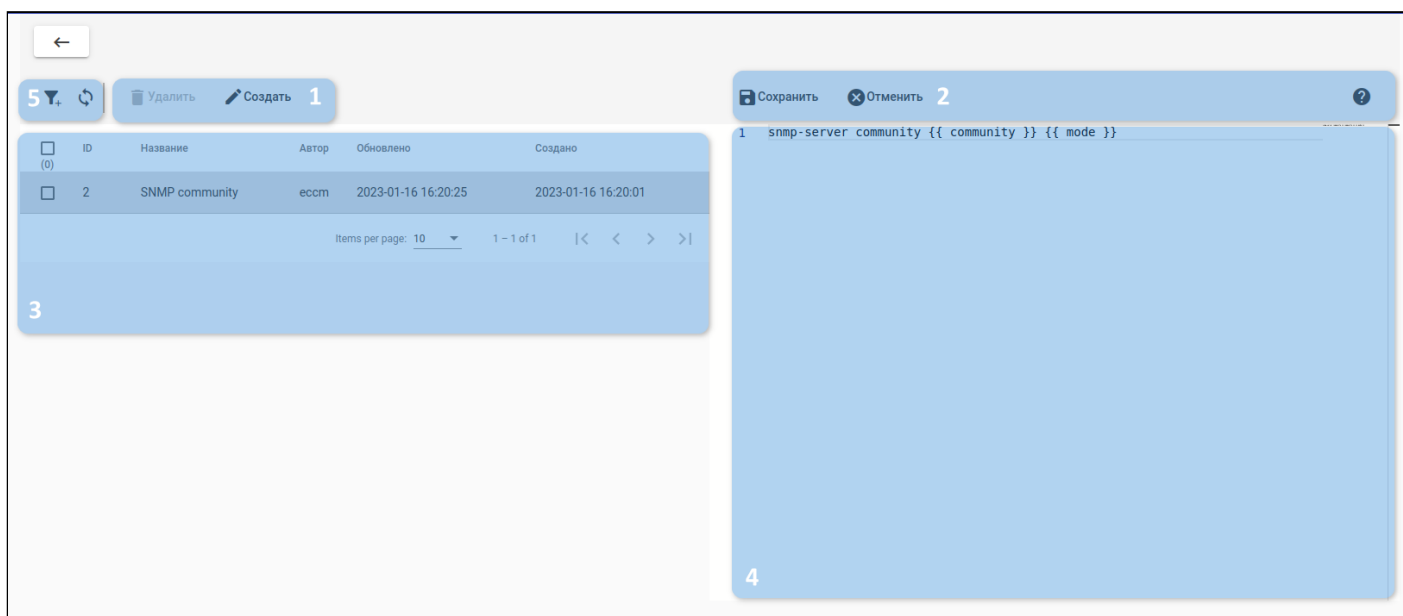 5 Удалить Создать 1
Сохранить Отменить 2
(0) ID Название Автор Обновлено Создано
2 SNMP community eccm 2023-01-16 16:20:25 2023-01-16 16:20:01
Items per page: 10 1 – 1 of 1
3
1 snmp-server community {{ community }} {{ mode }}
4